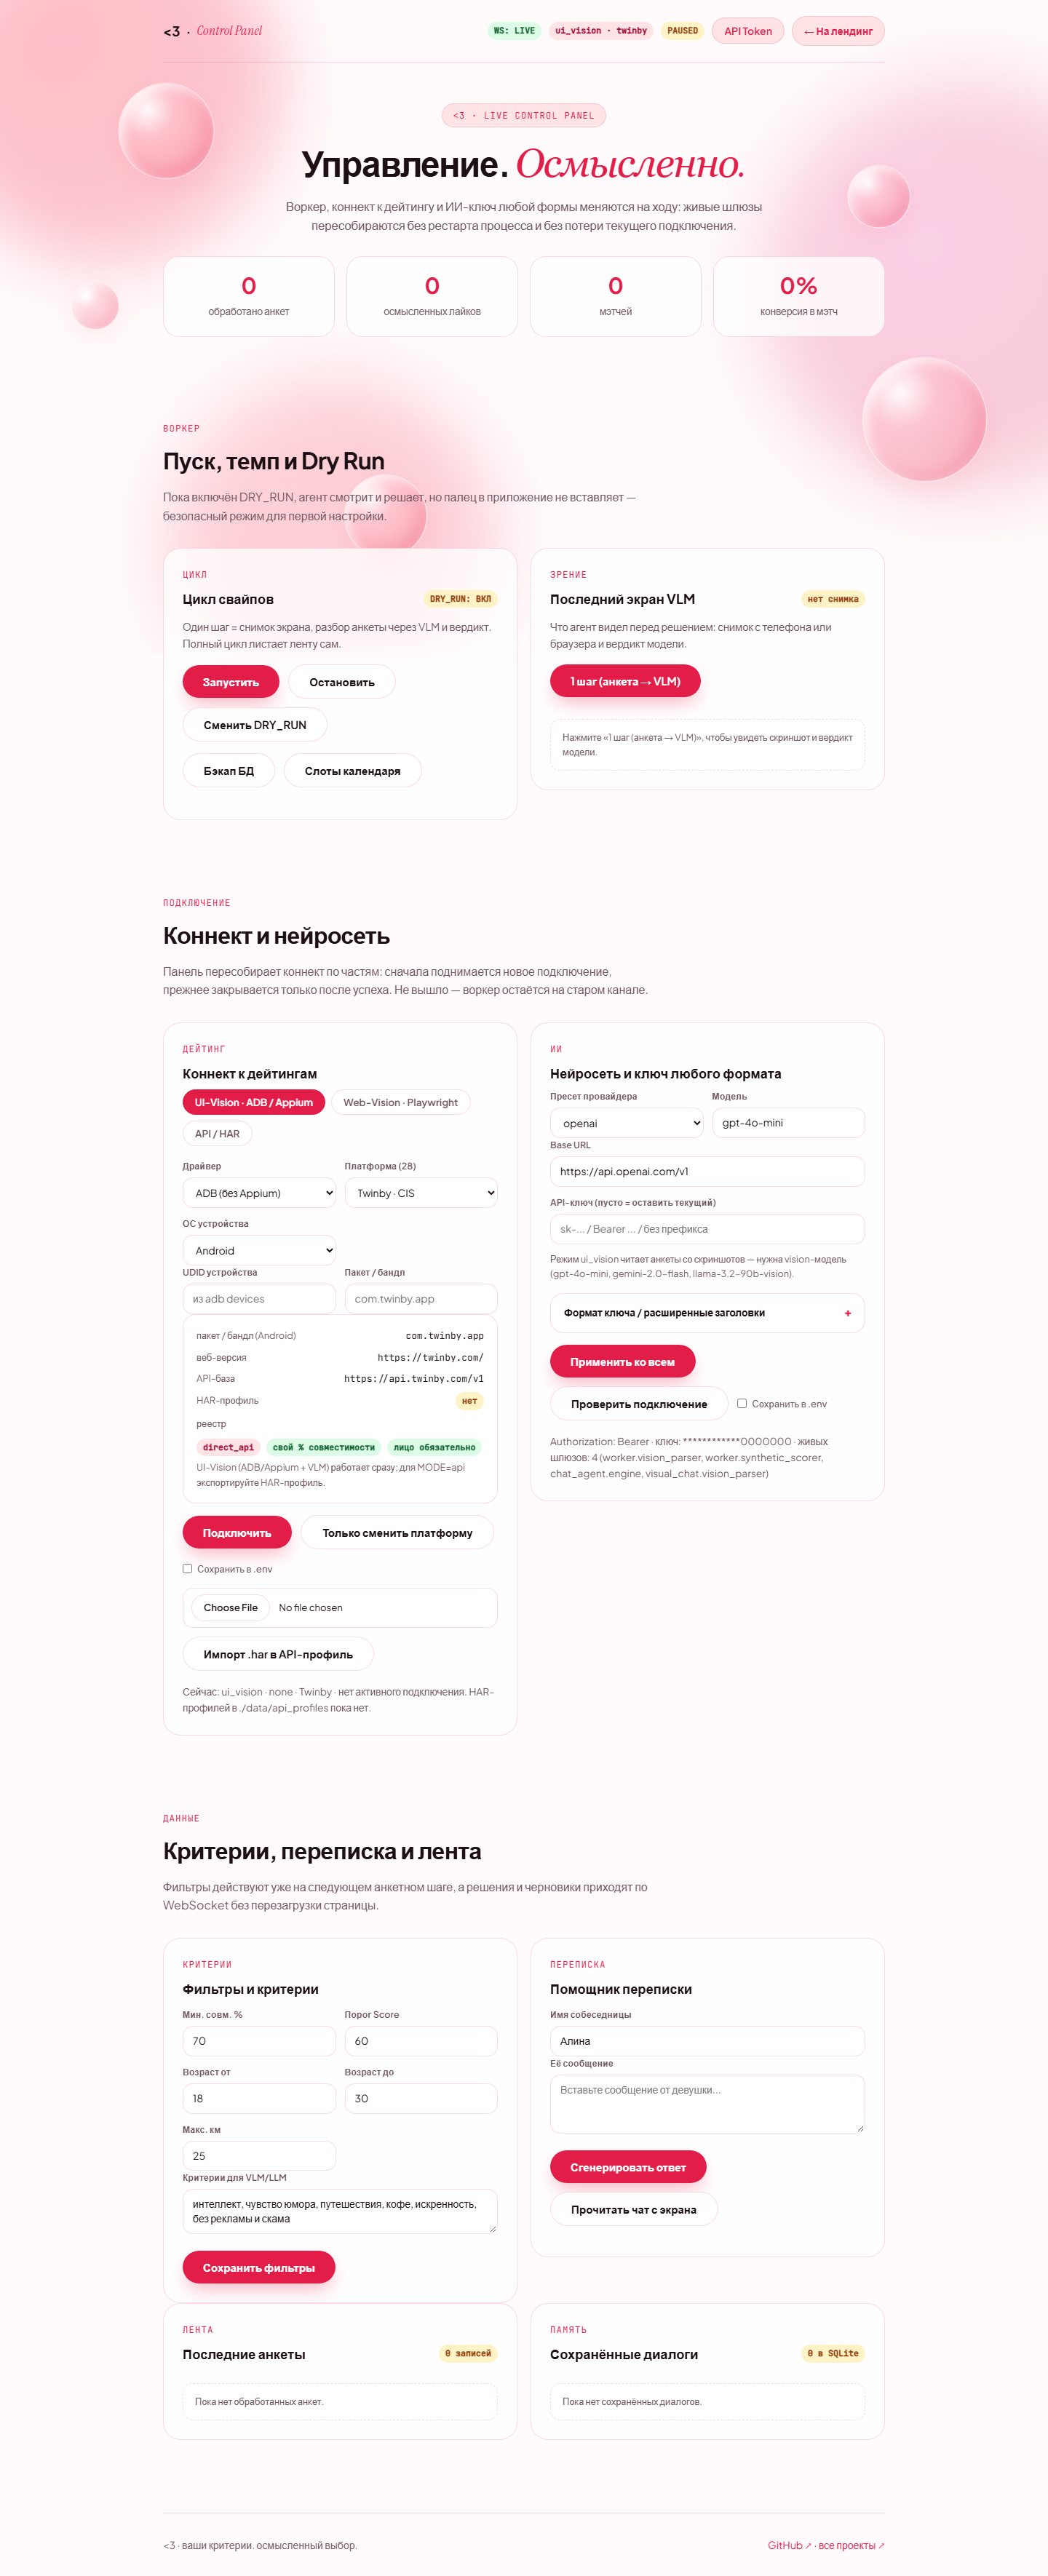 <3 · Control Panel
WS: LIVE
ui_vision · twinby
PAUSED
API Token
← На лендинг
<3 · LIVE CONTROL PANEL
Управление. Осмысленно.
Воркер, коннект к дейтингу и ИИ-ключ любой формы меняются на ходу: живые шлюзы
пересобираются без рестарта процесса и без потери текущего подключения.
0
обработано анкет
0
осмысленных лайков
0
мэтчей
0%
конверсия в мэтч
ВОРКЕР
Пуск, темп и Dry Run
Пока включён DRY_RUN, агент смотрит и решает, но палец в приложение не вставляет —
безопасный режим для первой настройки.
ЦИКЛ
Цикл свайпов
DRY_RUN: ВКЛ
Один шаг = снимок экрана, разбор анкеты через VLM и вердикт.
Полный цикл листает ленту сам.
Запустить
Остановить
Сменить DRY_RUN
Бэкап БД
Слоты календаря
ЗРЕНИЕ
Последний экран VLM
нет снимка
Что агент видел перед решением: снимок с телефона или
браузера и вердикт модели.
1 шаг (анкета → VLM)
Нажмите «1 шаг (анкета → VLM)», чтобы увидеть скриншот и вердикт
модели.
ПОДКЛЮЧЕНИЕ
Коннект и нейросеть
Панель пересобирает коннект по частям: сначала поднимается новое подключение,
прежнее закрывается только после успеха. Не вышло — воркер остаётся на старом канале.
ДЕЙТИНГ
Коннект к дейтингам
UI-Vision · ADB / Appium
Web-Vision · Playwright
API / HAR
Драйвер
Платформа (28)
ADB (без Appium)
Twinby · CIS
ОС устройства
Android
UDID устройства
Пакет / бандл
из adb devices
com.twinby.app
пакет / бандл (Android)
com.twinby.app
веб-версия
https://twinby.com/
API-база
https://api.twinby.com/v1
HAR-профиль
нет
реестр
direct_api
свой % совместимости
лицо обязательно
UI-Vision (ADB/Appium + VLM) работает сразу; для MODE=api
экспортируйте HAR-профиль.
Подключить
Только сменить платформу
Сохранить в .env
Choose File
No file chosen
Импорт .har в API-профиль
Сейчас: ui_vision · none · Twinby · нет активного подключения. HAR-
профилей в ./data/api_profiles пока нет.
ИИ
Нейросеть и ключ любого формата
Пресет провайдера
Модель
openai
gpt-4o-mini
Base URL
https://api.openai.com/v1
API-ключ (пусто = оставить текущий)
sk-... / Bearer ... / без префикса
Режим ui_vision читает анкеты со скриншотов — нужна vision-модель
(gpt-4o-mini, gemini-2.0-flash, llama-3.2-90b-vision).
Формат ключа / расширенные заголовки
+
Применить ко всем
Проверить подключение
Сохранить в .env
Authorization: Bearer · ключ: ************0000000 · живых
шлюзов: 4 (worker.vision_parser, worker.synthetic_scorer,
chat_agent.engine, visual_chat.vision_parser)
ДАННЫЕ
Критерии, переписка и лента
Фильтры действуют уже на следующем анкетном шаге, а решения и черновики приходят по
WebSocket без перезагрузки страницы.
КРИТЕРИИ
Фильтры и критерии
Мин. совм. %
Порог Score
70
60
Возраст от
Возраст до
18
30
Макс. км
25
Критерии для VLM/LLM
интеллект, чувство юмора, путешествия, кофе, искренность,
без рекламы и скама
Сохранить фильтры
ПЕРЕПИСКА
Помощник переписки
Имя собеседницы
Алина
Её сообщение
Вставьте сообщение от девушки...
Сгенерировать ответ
Прочитать чат с экрана
ЛЕНТА
Последние анкеты
0 записей
Пока нет обработанных анкет.
ПАМЯТЬ
Сохранённые диалоги
0 в SQLite
Пока нет сохранённых диалогов.
<3 · ваши критерии. осмысленный выбор.
GitHub ↗ · все проекты ↗